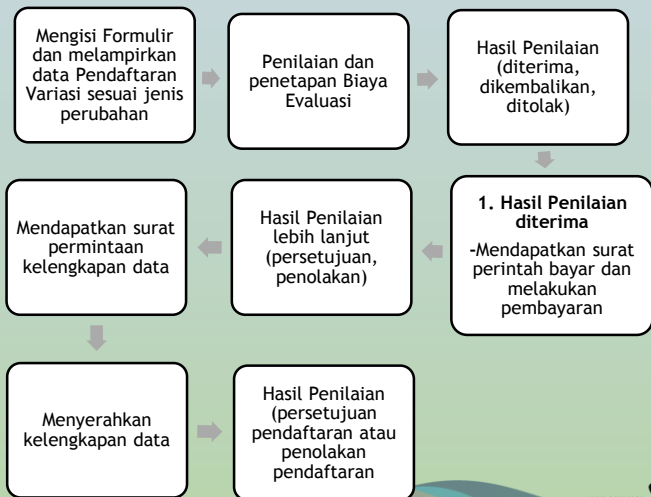 Mengisi Formulir
dan melampirkan
data Pendaftaran
Variasi sesuai jenis
perubahan
Penilaian dan
penetapan Biaya
Evaluasi
Hasil Penilaian
(diterima,
dikembalikan,
ditolak)
1. Hasil Penilaian
diterima
-Mendapatkan surat
perintah bayar dan
melakukan
pembayaran
Hasil Penilaian
lebih lanjut
(persetujuan,
penolakan)
Mendapatkan surat
permintaan
kelengkapan data
Menyerahkan
kelengkapan data
Hasil Penilaian
(persetujuan
pendaftaran atau
penolakan
pendaftaran